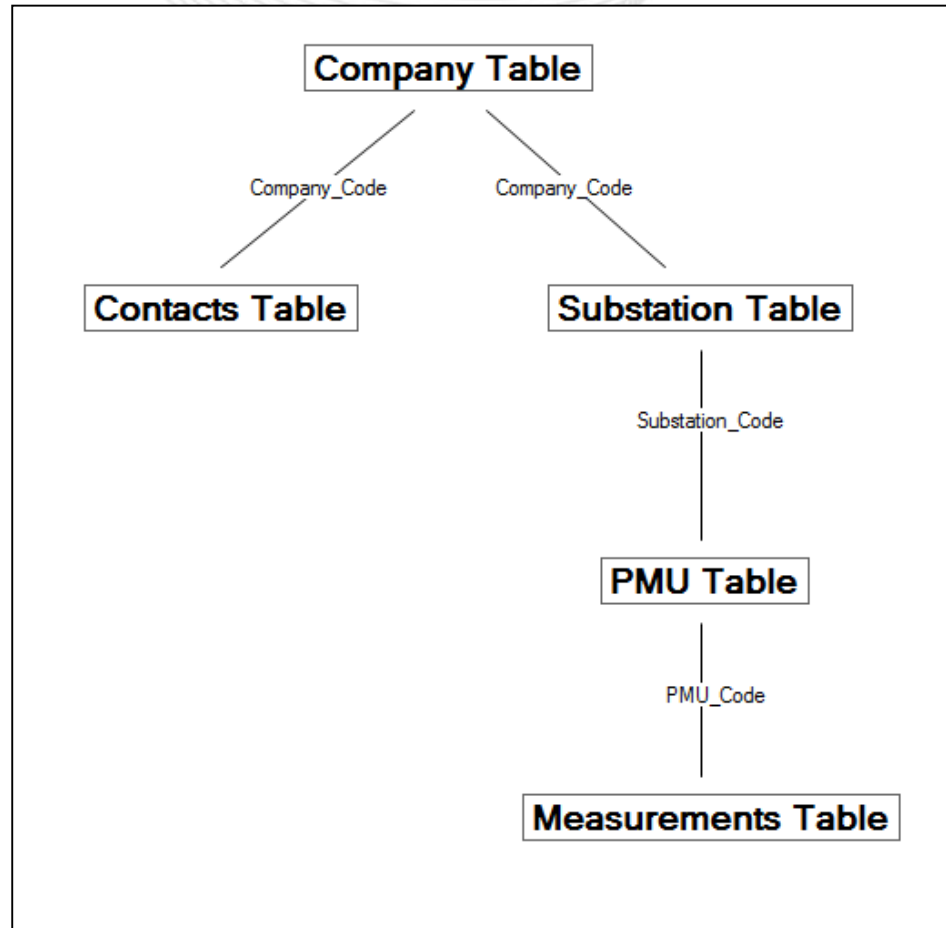 Company Table
Company_Code
Company_Code
Contacts Table
Substation Table
Substation_Code
PMU Table
PMU_Code
Measurements Table